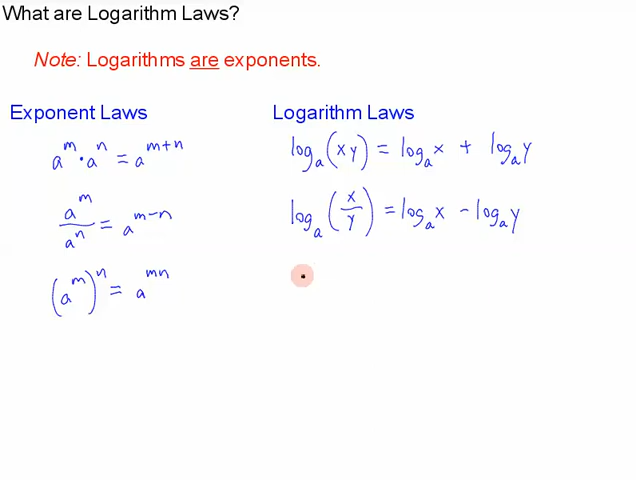 What are Logarithm Laws?
Note: Logarithms are exponents.
Exponent Laws
a^m · a^n = a^(m+n)
a^m / a^n = a^(m-n)
(a^m)^n = a^(mn)
Logarithm Laws
log_a(xy) = log_a x + log_a y
log_a(x/y) = log_a x - log_a y